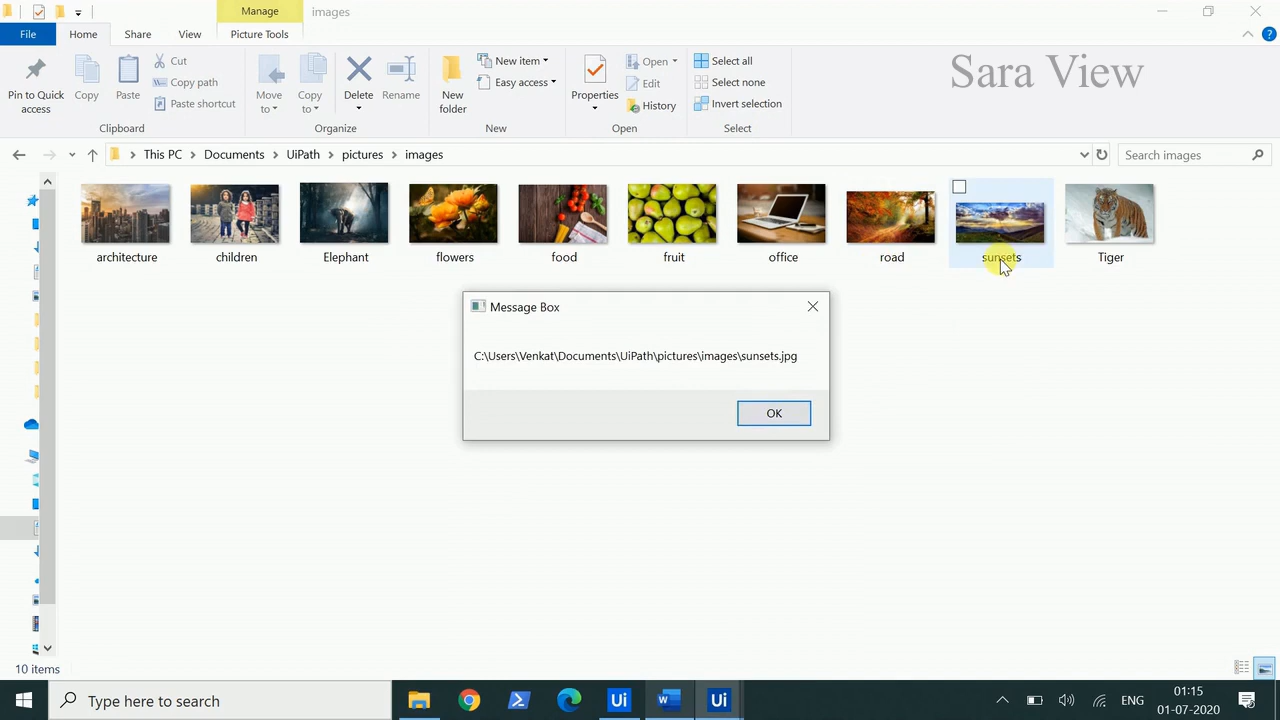 Manage
images
File
Home
Share
View
Picture Tools
Sara View
Pin to Quick access
Copy
Paste
Cut
Copy path
Paste shortcut
Clipboard
Move to
Copy to
Delete
Rename
Organize
New folder
New item
Easy access
New
Properties
Open
Edit
History
Open
Select all
Select none
Invert selection
Select
This PC
Documents
UiPath
pictures
images
Search images
architecture
children
Elephant
flowers
food
fruit
office
road
sunsets
Tiger
Message Box
C:\Users\Venkat\Documents\UiPath\pictures\images\sunsets.jpg
OK
10 items
Type here to search
Ui
Ui
ENG
01:15
01-07-2020